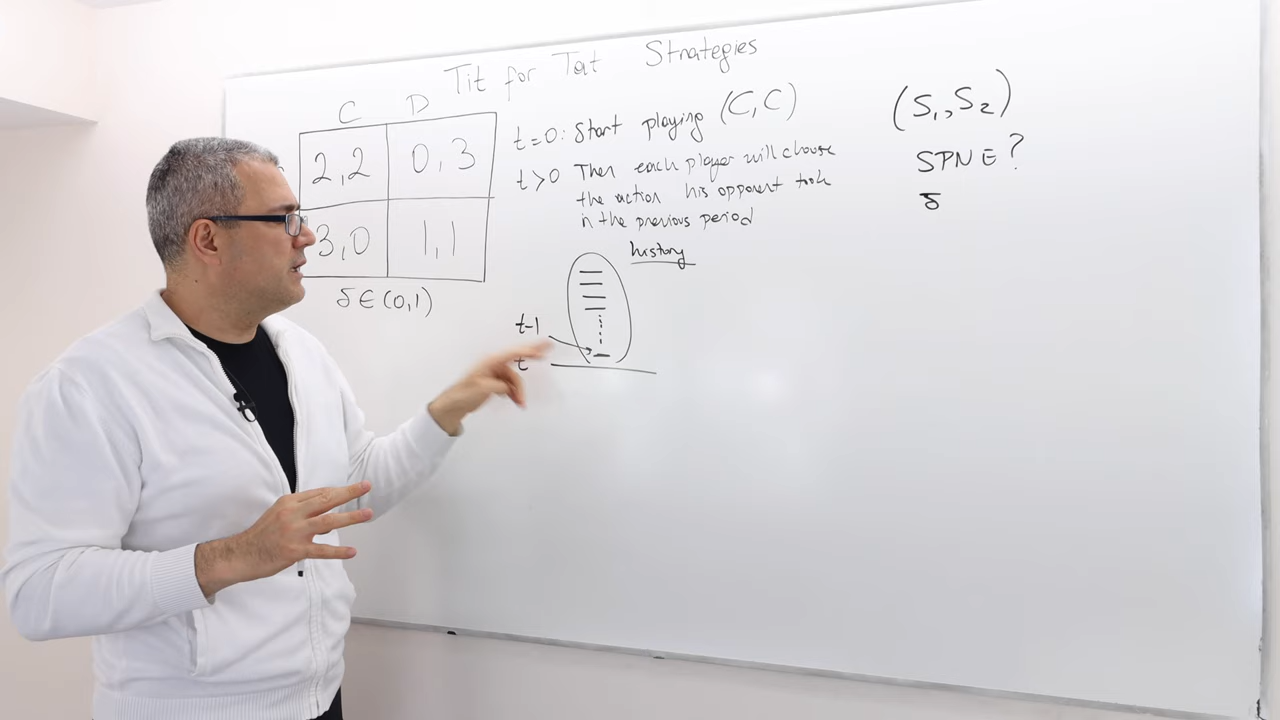 Tit for Tat Strategies
C D
2,2 0,3
3,0 1,1
δ ∈ (0,1)
t=0: Start playing (C,C)
t>0 Then each player will choose
the action his opponent took
in the previous period
history
t-1
t
(S₁, S₂)
SPNE?
δ